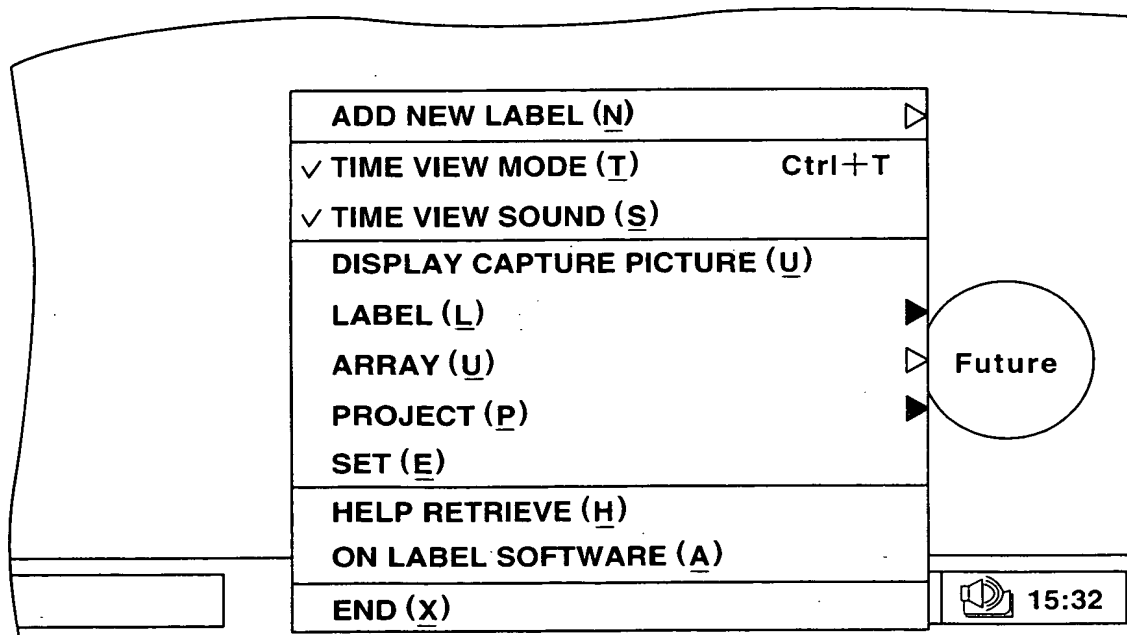 ADD NEW LABEL (N)
TIME VIEW MODE (T) Ctrl+T
TIME VIEW SOUND (S)
DISPLAY CAPTURE PICTURE (U)
LABEL (L)
ARRAY (U)
Future
PROJECT (P)
SET (E)
HELP RETRIEVE (H)
ON LABEL SOFTWARE (A)
END (X)
15:32